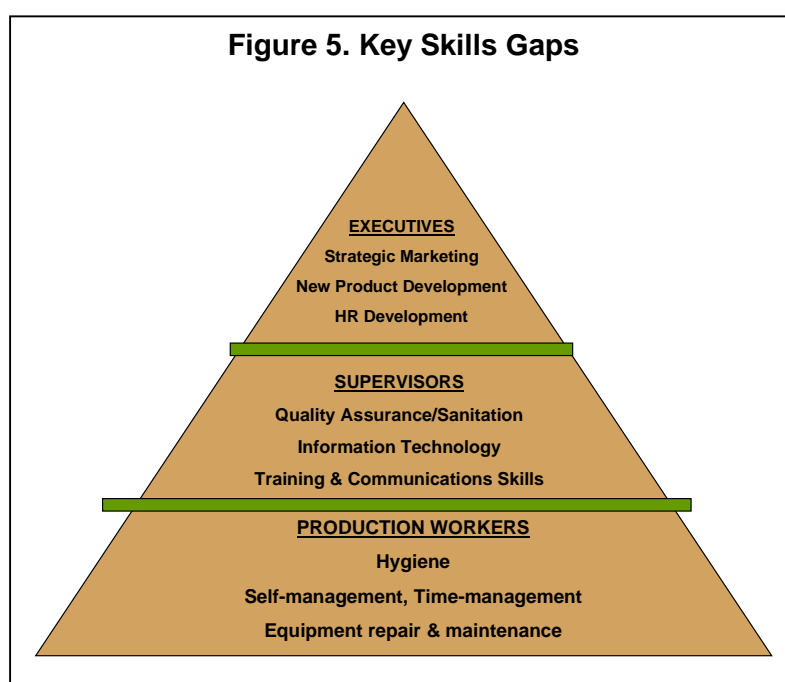 Figure 5. Key Skills Gaps
EXECUTIVES
Strategic Marketing
New Product Development
HR Development
SUPERVISORS
Quality Assurance/Sanitation
Information Technology
Training & Communications Skills
PRODUCTION WORKERS
Hygiene
Self-management, Time-management
Equipment repair & maintenance